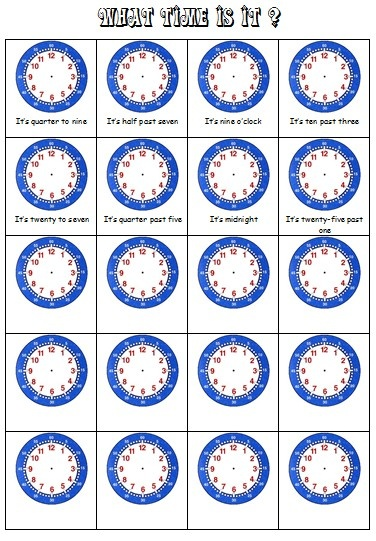 WHAT TIME IS IT ?
It's quarter to nine
It's half past seven
It's nine o'clock
It's ten past three
It's twenty to seven
It's quarter past five
It's midnight
It's twenty-five past
one